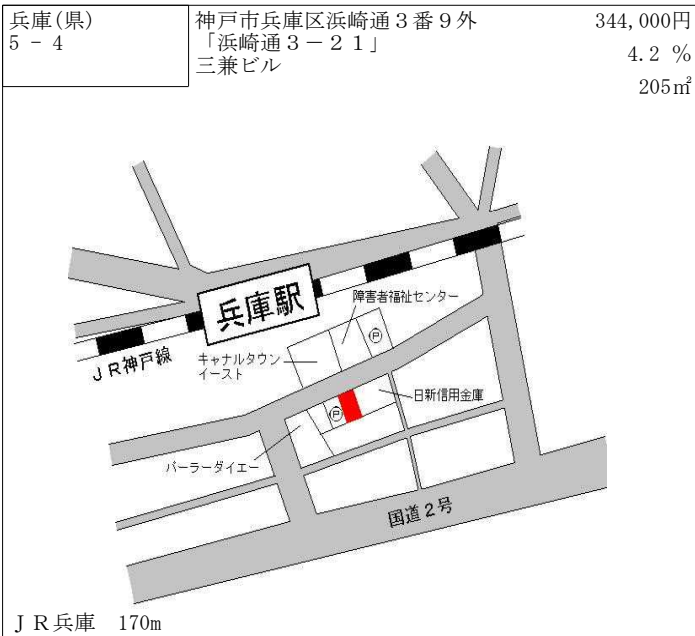 兵庫(県)
5 - 4
神戸市兵庫区浜崎通３番９外
「浜崎通３－２１」
三兼ビル
344,000円
4.2 %
205㎡
兵庫駅
障害者福祉センター
Ⓟ
キャナルタウン
イースト
ＪＲ神戸線
日新信用金庫
Ⓟ
パーラーダイエー
国道２号
ＪＲ兵庫　170m